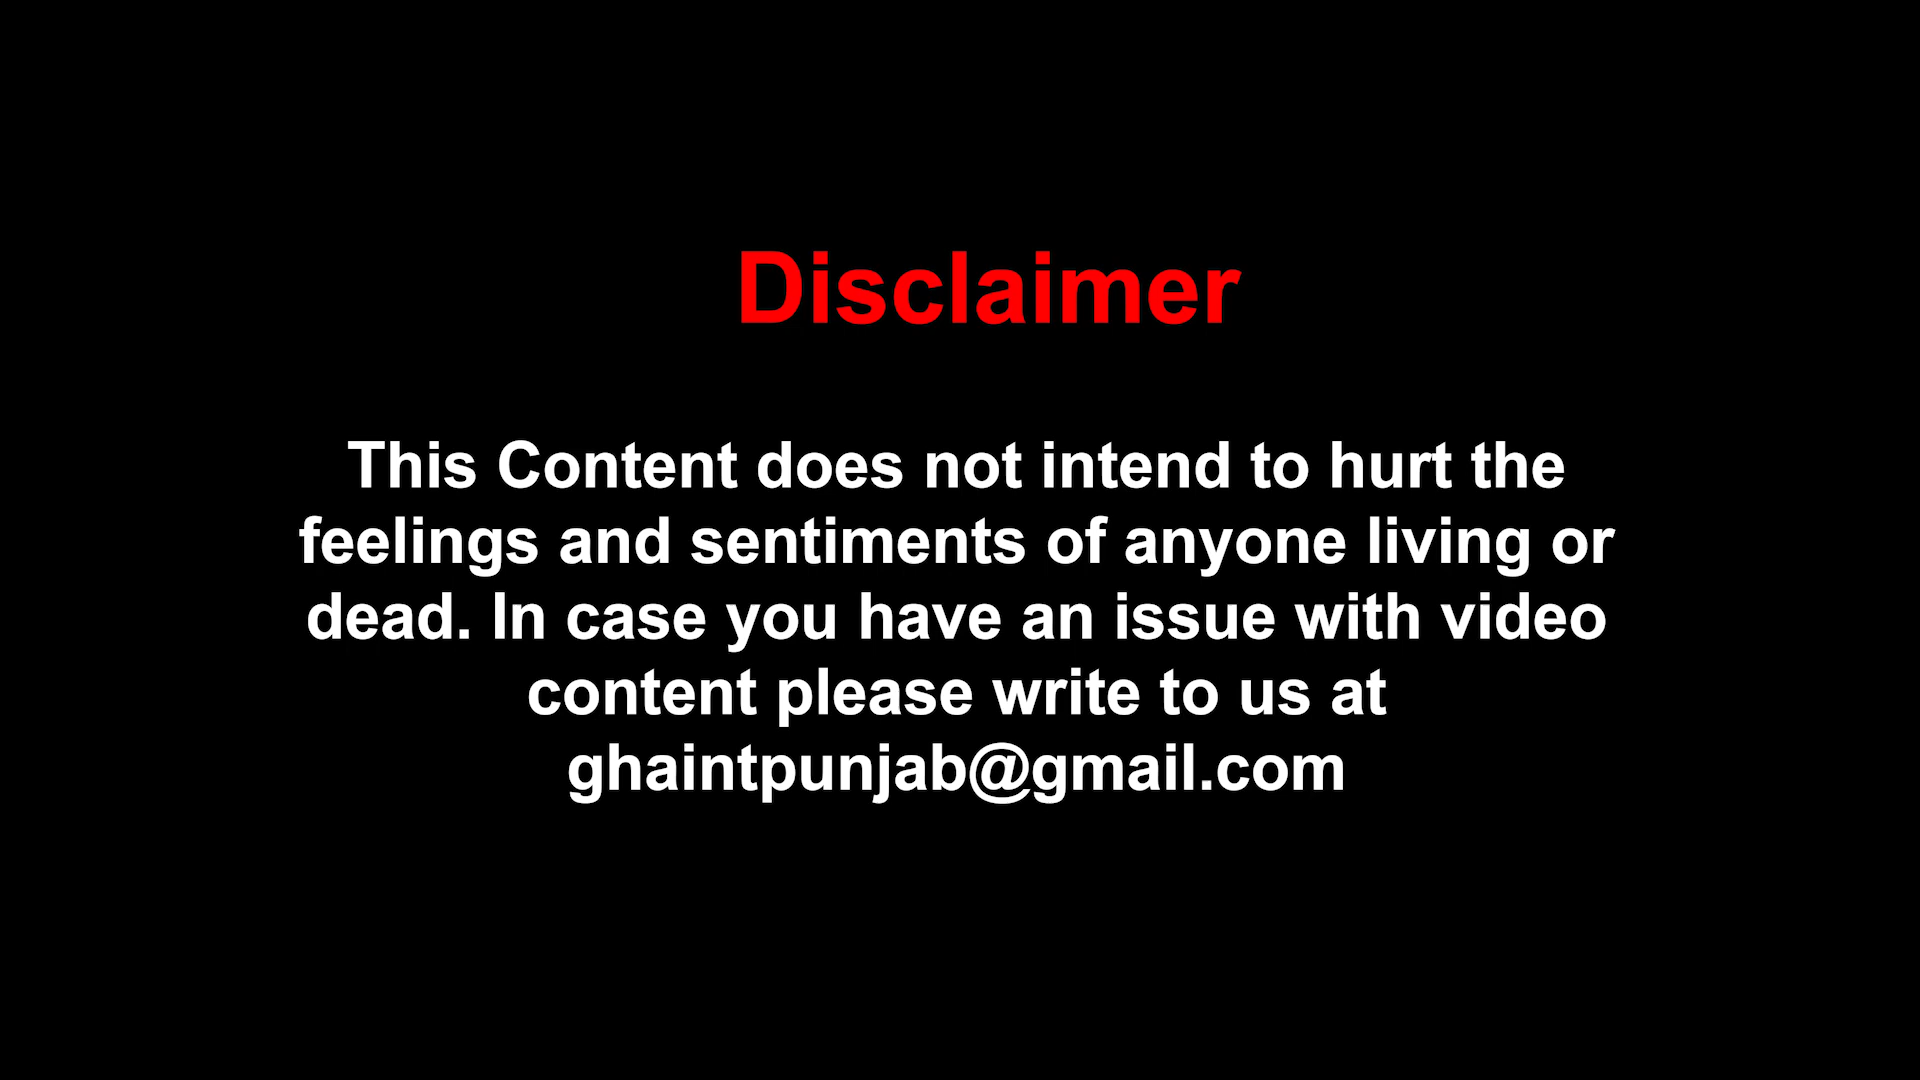 Disclaimer
This Content does not intend to hurt the
feelings and sentiments of anyone living or
dead. In case you have an issue with video
content please write to us at
ghaintpunjab@gmail.com